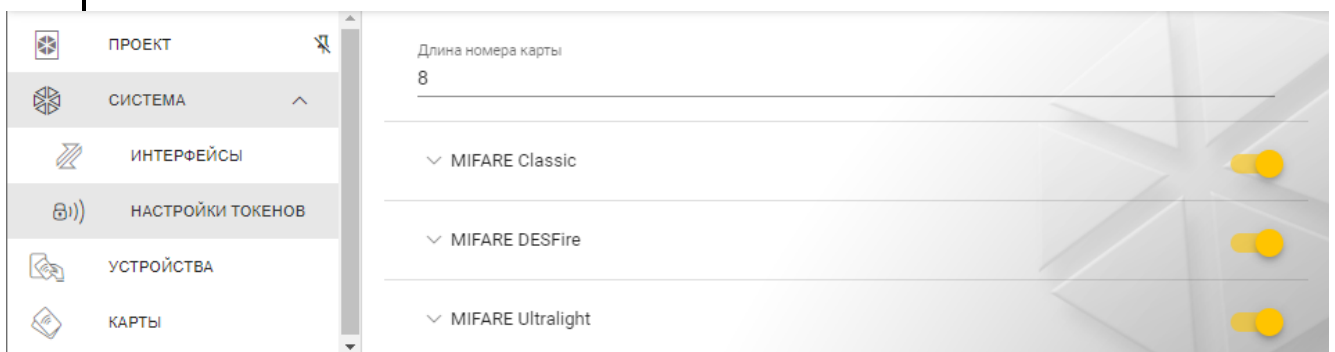 ПРОЕКТ
СИСТЕМА
ИНТЕРФЕЙСЫ
НАСТРОЙКИ ТОКЕНОВ
УСТРОЙСТВА
КАРТЫ
Длина номера карты
8
MIFARE Classic
MIFARE DESFire
MIFARE Ultralight